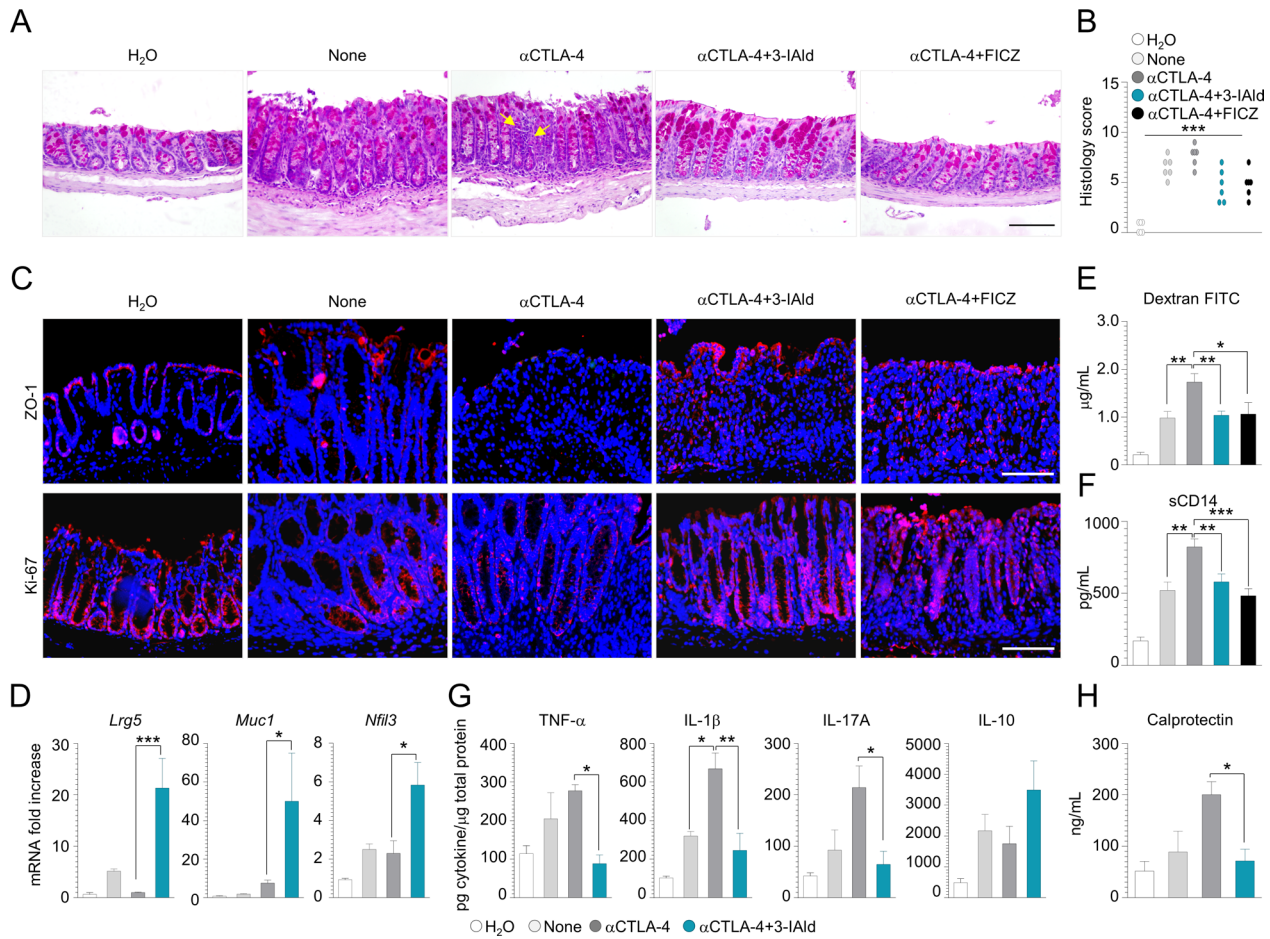 A
H₂O
None
αCTLA-4
αCTLA-4+3-IAld
αCTLA-4+FICZ
B
H₂O
None
αCTLA-4
αCTLA-4+3-IAld
αCTLA-4+FICZ
Histology score
15
10
5
0
***
C
H₂O
None
αCTLA-4
αCTLA-4+3-IAld
αCTLA-4+FICZ
ZO-1
Ki-67
E
Dextran FITC
μg/mL
3.0
2.0
1.0
0
** ** *
F
sCD14
pg/mL
1000
500
0
** ** ***
D
mRNA fold increase
Lrg5
30
20
10
0
***
Muc1
80
60
40
20
0
*
Nfil3
8
6
4
2
0
*
G
pg cytokine/μg total protein
TNF-α
400
300
200
100
0
*
IL-1β
800
600
400
200
0
* **
IL-17A
300
200
100
0
*
IL-10
5000
4000
3000
2000
1000
0
H₂O None αCTLA-4 αCTLA-4+3-IAld
H
Calprotectin
ng/mL
300
200
100
0
*